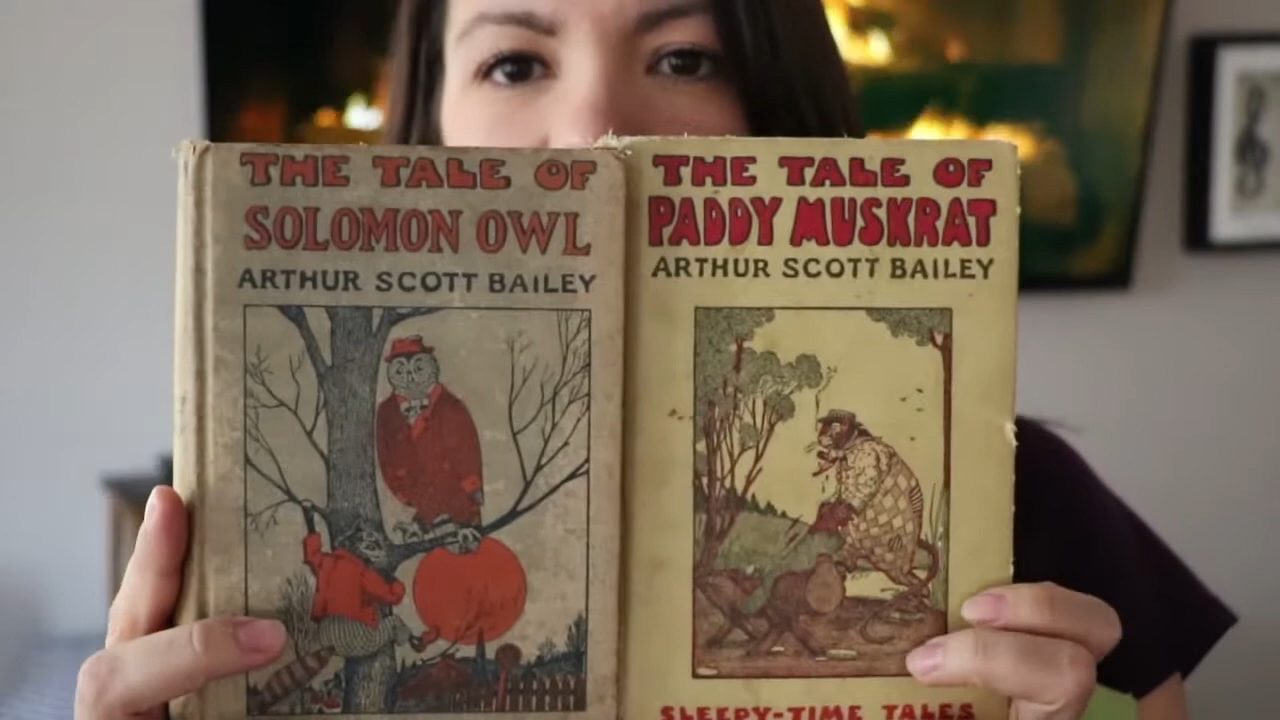 THE TALE OF
SOLOMON OWL
ARTHUR SCOTT BAILEY
THE TALE OF
PADDY MUSKRAT
ARTHUR SCOTT BAILEY
SLEEPY-TIME TALES